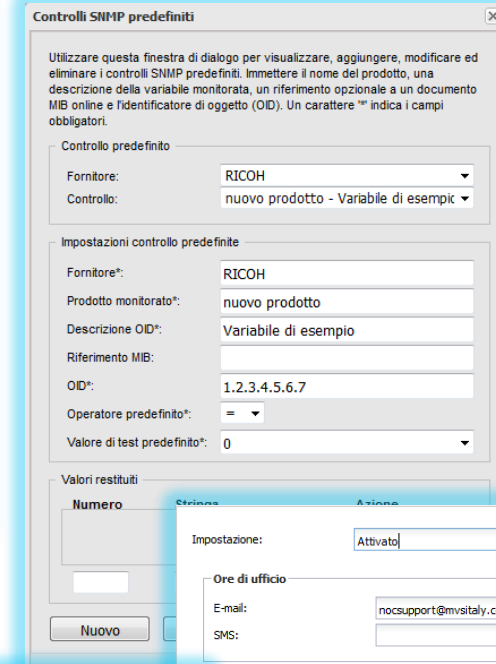 Controlli SNMP predefiniti
Utilizzare questa finestra di dialogo per visualizzare, aggiungere, modificare ed
eliminare i controlli SNMP predefiniti. Immettere il nome del prodotto, una
descrizione della variabile monitorata, un riferimento opzionale a un documento
MIB online e l'identificatore di oggetto (OID). Un carattere '*' indica i campi
obbligatori.
Controllo predefinito
Fornitore: RICOH
Controllo: nuovo prodotto - Variabile di esempic
Impostazioni controllo predefinite
Fornitore*: RICOH
Prodotto monitorato*: nuovo prodotto
Descrizione OID*: Variabile di esempio
Riferimento MIB:
OID*: 1.2.3.4.5.6.7
Operatore predefinito*: =
Valore di test predefinito*: 0
Valori restituiti
Numero Stringa Azione
Impostazione: Attivato
Ore di ufficio
E-mail: nocsupport@mvsitaly.c
SMS:
Nuovo